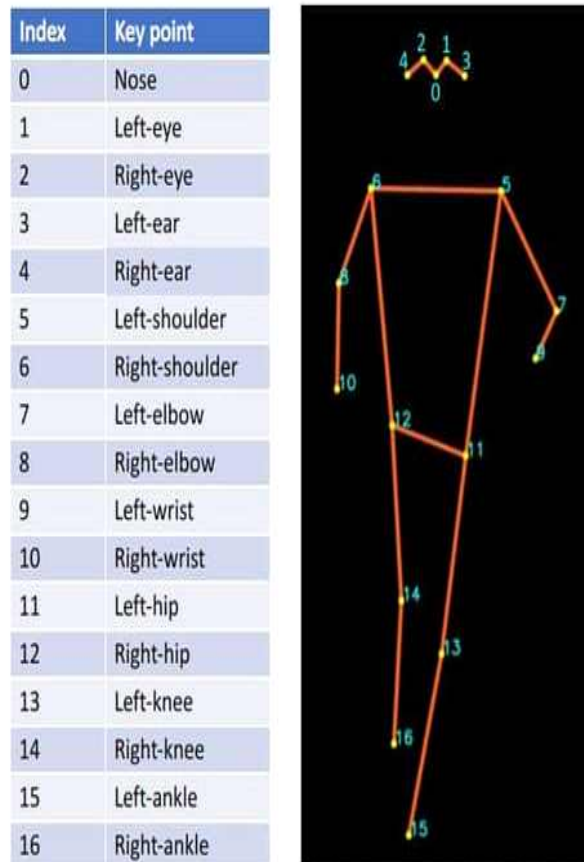 Index Key point
0 Nose
1 Left-eye
2 Right-eye
3 Left-ear
4 Right-ear
5 Left-shoulder
6 Right-shoulder
7 Left-elbow
8 Right-elbow
9 Left-wrist
10 Right-wrist
11 Left-hip
12 Right-hip
13 Left-knee
14 Right-knee
15 Left-ankle
16 Right-ankle
4 2 1 3
0
6 5
8 7
9
10
12
11
14
13
16
15